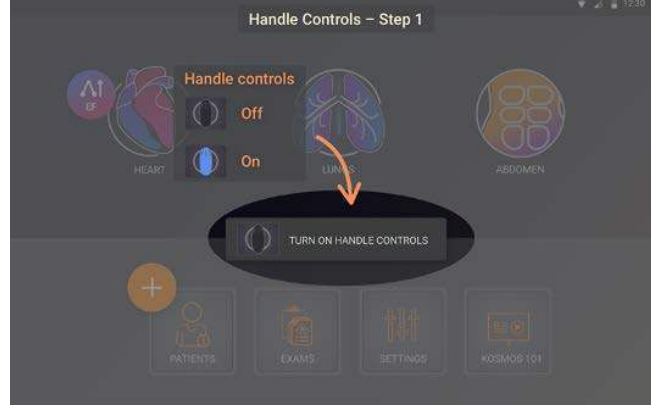 Handle Controls – Step 1
12:30
Handle controls
Off
On
AI
EF
HEART
LUNGS
ABDOMEN
TURN ON HANDLE CONTROLS
PATIENTS
EXAMS
SETTINGS
KOSMOS 101